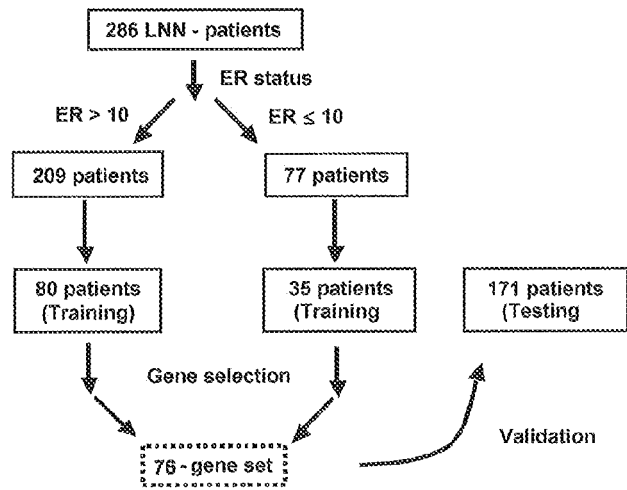 286 LNN - patients
ER status
ER > 10
ER ≤ 10
209 patients
77 patients
80 patients
(Training)
35 patients
(Training
171 patients
(Testing
Gene selection
76 - gene set
Validation